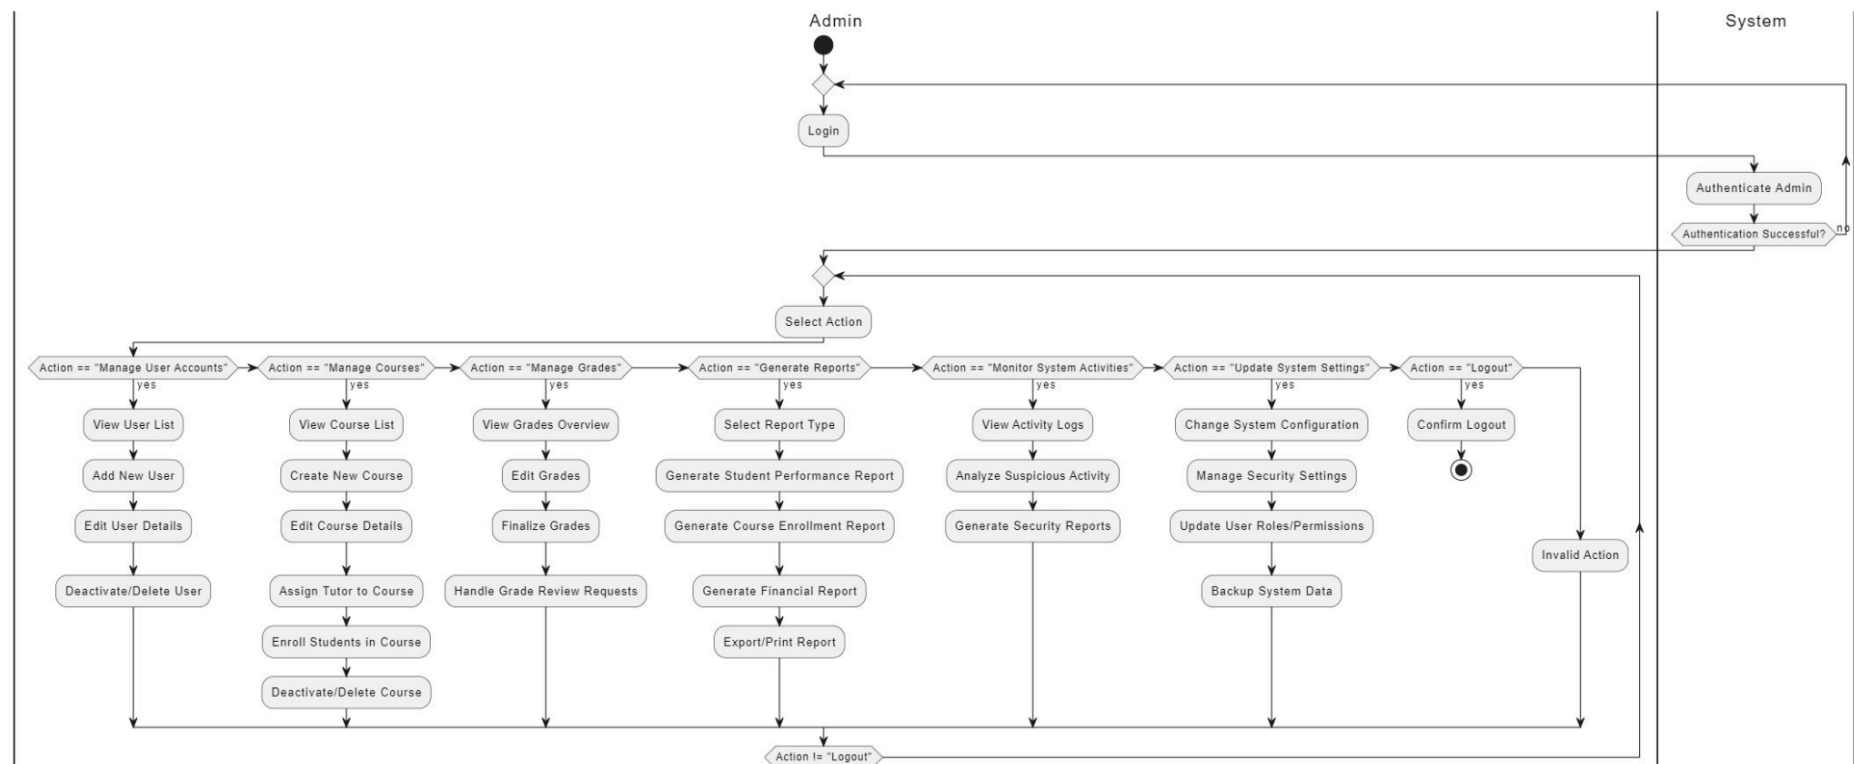 Admin
System
Login
Authenticate Admin
Authentication Successful?
no
Select Action
Action == "Manage User Accounts"
Action == "Manage Courses"
Action == "Manage Grades"
Action == "Generate Reports"
Action == "Monitor System Activities"
Action == "Update System Settings"
Action == "Logout"
yes
yes
yes
yes
yes
yes
yes
View User List
View Course List
View Grades Overview
Select Report Type
View Activity Logs
Change System Configuration
Confirm Logout
Add New User
Create New Course
Edit Grades
Generate Student Performance Report
Analyze Suspicious Activity
Manage Security Settings
Edit User Details
Edit Course Details
Finalize Grades
Generate Course Enrollment Report
Generate Security Reports
Update User Roles/Permissions
Invalid Action
Deactivate/Delete User
Assign Tutor to Course
Handle Grade Review Requests
Generate Financial Report
Backup System Data
Enroll Students in Course
Export/Print Report
Deactivate/Delete Course
Action != "Logout"